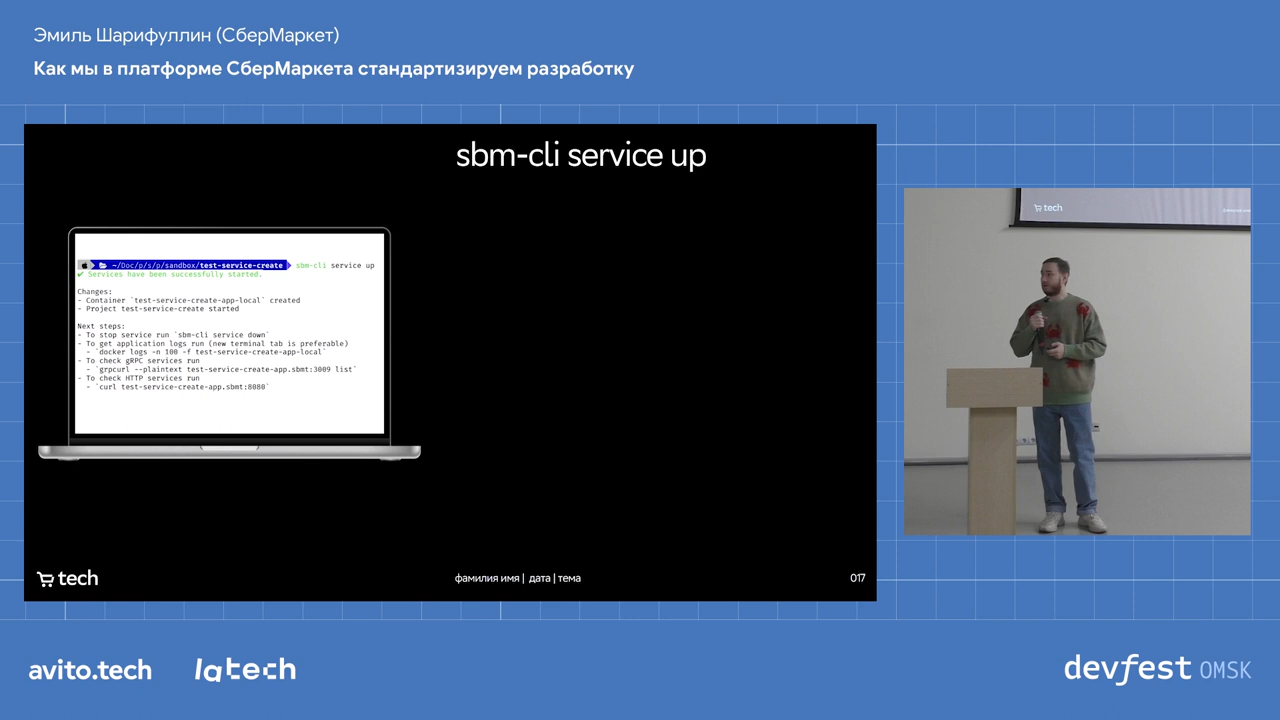 Эмиль Шарифуллин (СберМаркет)
Как мы в платформе СберМаркета стандартизируем разработку
sbm-cli service up
~/Doc/p/s/p/sandbox/test-service-create sbm-cli service up
✔ Services have been successfully started.
Changes:
- Container `test-service-create-app-local` created
- Project test-service-create started
Next steps:
- To stop service run `sbm-cli service down`
- To get application logs run (new terminal tab is preferable)
- `docker logs -n 100 -f test-service-create-app-local`
- To check gRPC services run
- `grpcurl --plaintext test-service-create-app.sbmt:3009 list`
- To check HTTP services run
- `curl test-service-create-app.sbmt:8080`
tech
фамилия имя | дата | тема
017
tech
avito.tech
latech
devfest OMSK